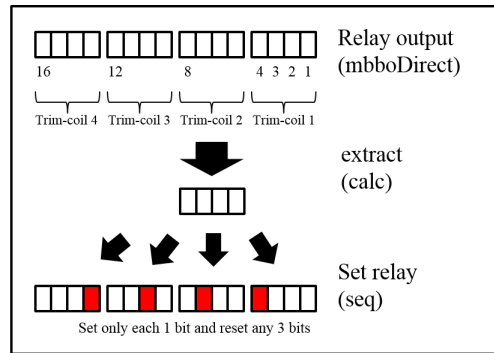 Relay output
(mbboDirect)
16 12 8 4 3 2 1
Trim-coil 4 Trim-coil 3 Trim-coil 2 Trim-coil 1
extract
(calc)
Set relay
(seq)
Set only each 1 bit and reset any 3 bits